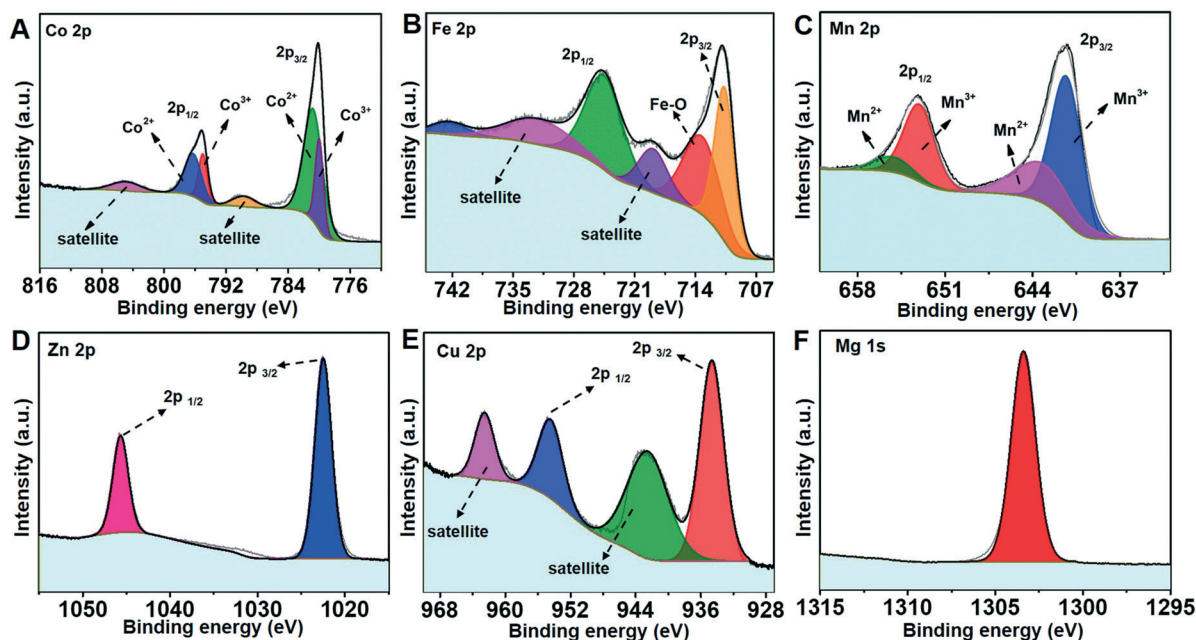 A
Co 2p
2p3/2
Co2+
2p1/2
Co3+
Co2+
Co3+
satellite
satellite
Intensity (a.u.)
816 804 790 784 776
Binding energy (eV)
B
Fe 2p
2p1/2
2p3/2
Fe-O
satellite
satellite
Intensity (a.u.)
742 733 728 721 714 707
Binding energy (eV)
C
Mn 2p
2p3/2
2p1/2
Mn2+
Mn3+
Mn2+
Mn3+
Intensity (a.u.)
658 651 644 637
Binding energy (eV)
D
Zn 2p
2p 3/2
2p 1/2
Intensity (a.u.)
1050 1040 1030 1020
Binding energy (eV)
E
Cu 2p
2p 3/2
2p 1/2
satellite
satellite
Intensity (a.u.)
968 960 952 944 936 928
Binding energy (eV)
F
Mg 1s
Intensity (a.u.)
1315 1310 1305 1300 1295
Binding energy (eV)